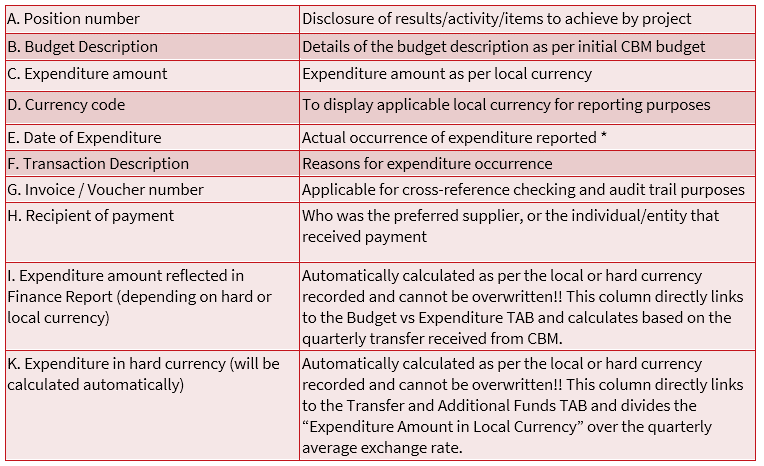 A. Position number
Disclosure of results/activity/items to achieve by project
B. Budget Description
Details of the budget description as per initial CBM budget
C. Expenditure amount
Expenditure amount as per local currency
D. Currency code
To display applicable local currency for reporting purposes
E. Date of Expenditure
Actual occurrence of expenditure reported *
F. Transaction Description
Reasons for expenditure occurrence
G. Invoice / Voucher number
Applicable for cross-reference checking and audit trail purposes
H. Recipient of payment
Who was the preferred supplier, or the individual/entity that
received payment
I. Expenditure amount reflected in
Finance Report (depending on hard or
local currency)
Automatically calculated as per the local or hard currency
recorded and cannot be overwritten!! This column directly links
to the Budget vs Expenditure TAB and calculates based on the
quarterly transfer received from CBM.
K. Expenditure in hard currency (will be
calculated automatically)
Automatically calculated as per the local or hard currency
recorded and cannot be overwritten!! This column directly links
to the Transfer and Additional Funds TAB and divides the
“Expenditure Amount in Local Currency” over the quarterly
average exchange rate.